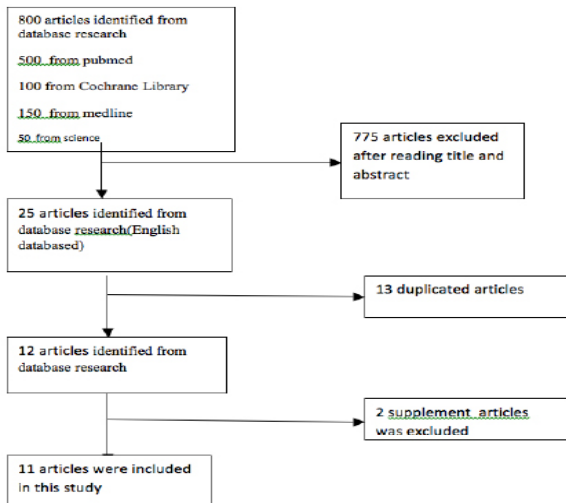 800 articles identified from
database research
500 from pubmed
100 from Cochrane Library
150 from medline
50 from science
775 articles excluded
after reading title and
abstract
25 articles identified from
database research(English
databased)
13 duplicated articles
12 articles identified from
database research
2 supplement articles
was excluded
11 articles were included
in this study